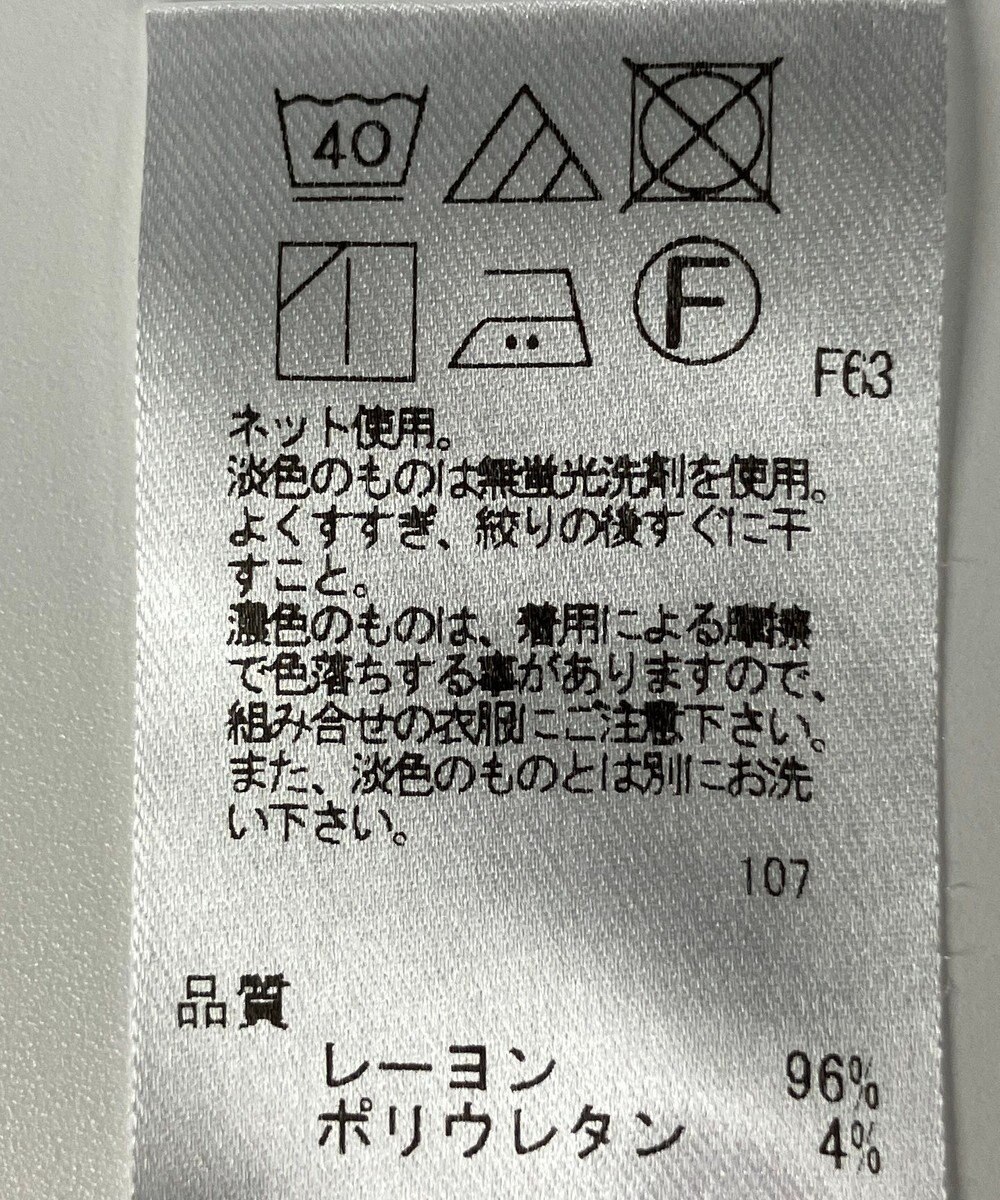 40
F
F63
ネット使用。
淡色のものは無蛍光洗剤を使用。
よくすすぎ、絞りの後すぐに干
すこと。
濃色のものは、着用による摩擦
で色落ちする事がありますので、
組み合せの衣服にご注意下さい。
また、淡色のものとは別にお洗
い下さい。
107
品質
レーヨン 96%
ポリウレタン 4%